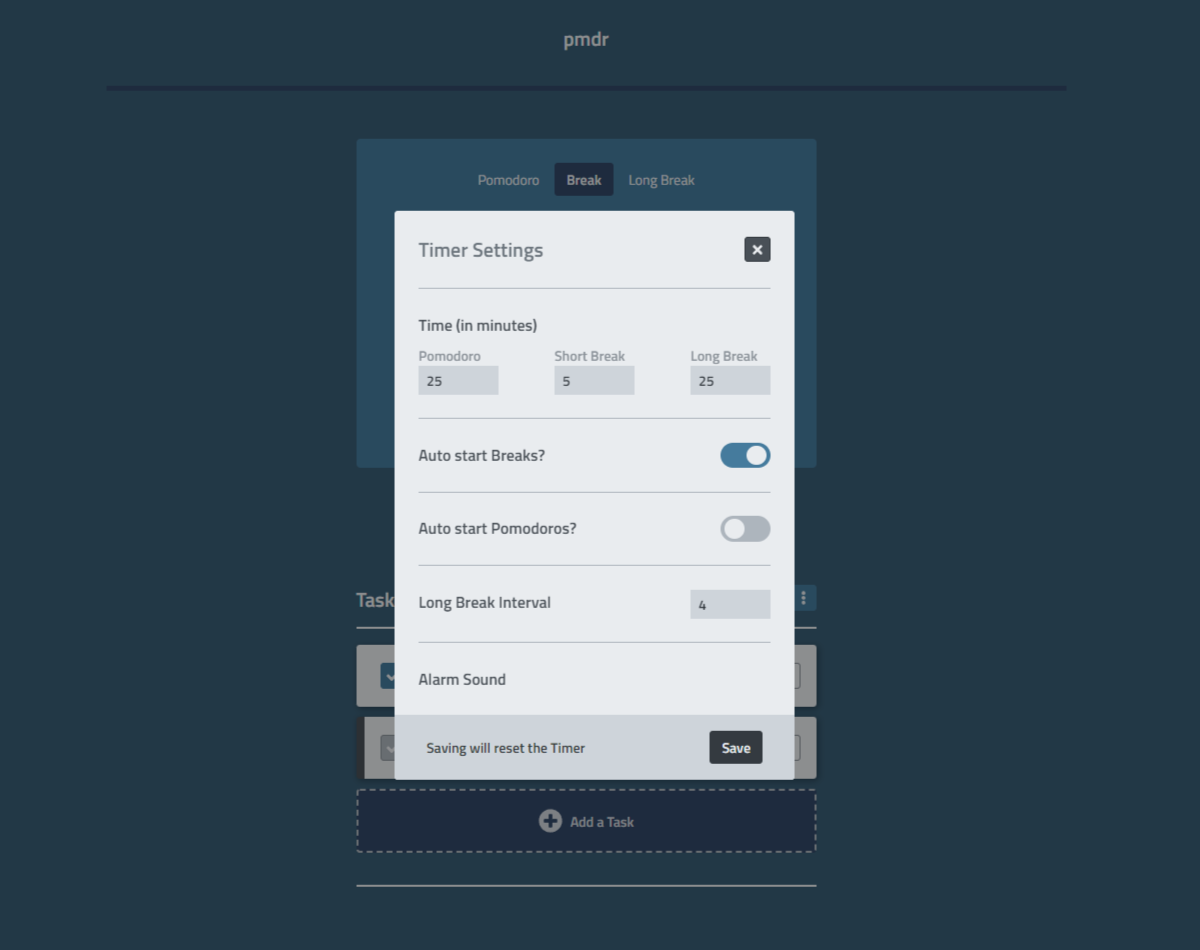 pmdr
Pomodoro Break Long Break
Timer Settings
Time (in minutes)
Pomodoro Short Break Long Break
25 5 25
Auto start Breaks?
Auto start Pomodoros?
Task
Long Break Interval 4
Alarm Sound
Saving will reset the Timer Save
Add a Task